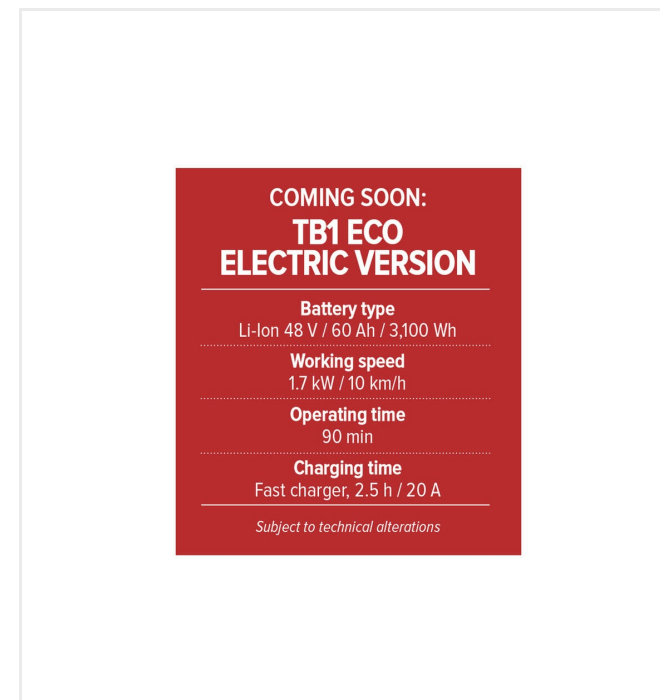 COMING SOON:
TB1 ECO
ELECTRIC VERSION
Battery type
Li-Ion 48 V / 60 Ah / 3,100 Wh
Working speed
1.7 kW / 10 km/h
Operating time
90 min
Charging time
Fast charger, 2.5 h / 20 A
Subject to technical alterations